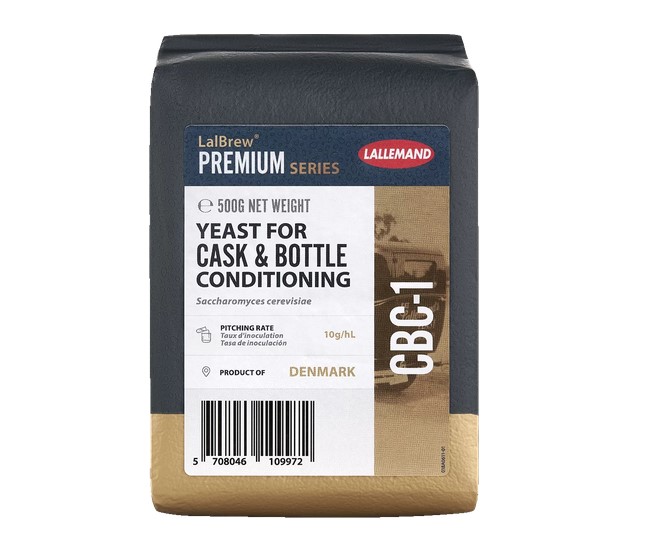 LalBrew®
PREMIUM SERIES
LALLEMAND
℮ 500G NET WEIGHT
YEAST FOR
CASK & BOTTLE
CONDITIONING
Saccharomyces cerevisiae
CBC-1
PITCHING RATE
Taux d'inoculation
Tasa de inoculación
10g/hL
PRODUCT OF
DENMARK
5 708046 109972